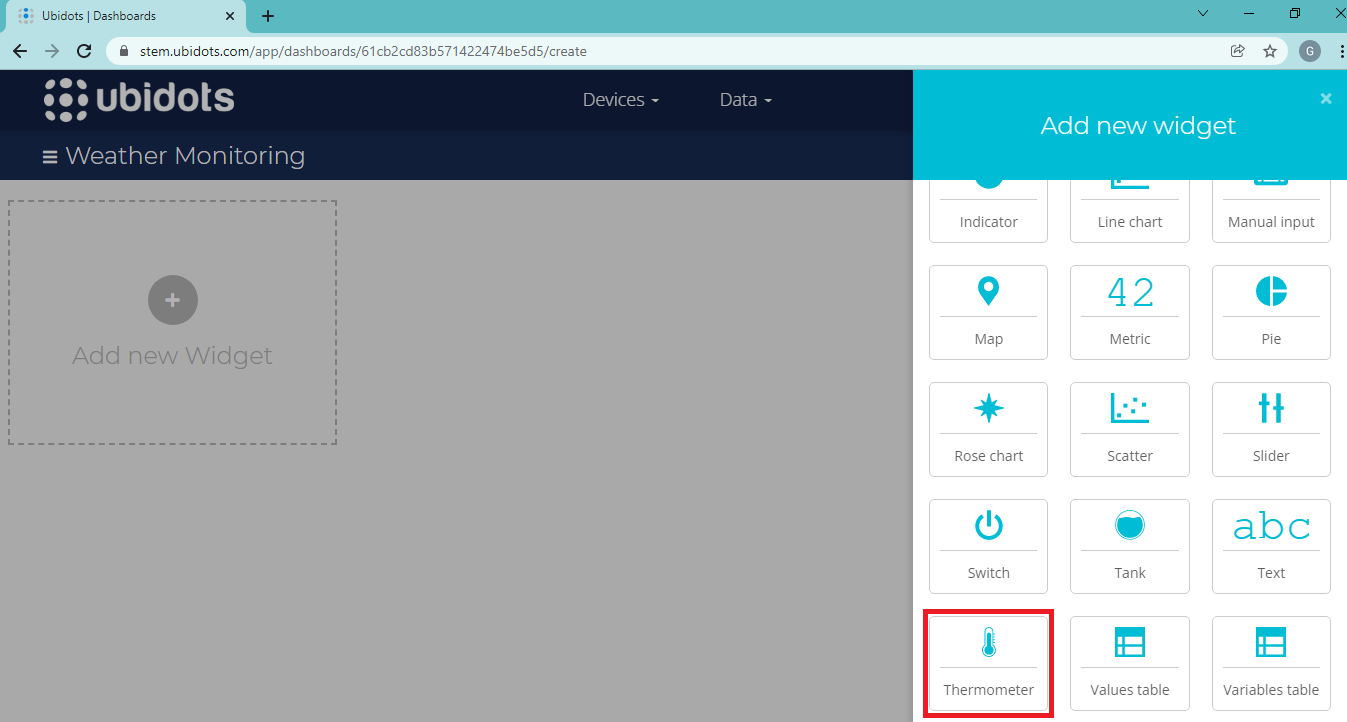 Ubidots | Dashboards
stem.ubidots.com/app/dashboards/61cb2cd83b571422474be5d5/create
G
ubidots
Devices
Data
Weather Monitoring
Add new Widget
Add new widget
Indicator
Line chart
Manual input
42
Map
Metric
Pie
Rose chart
Scatter
Slider
abc
Switch
Tank
Text
Thermometer
Values table
Variables table